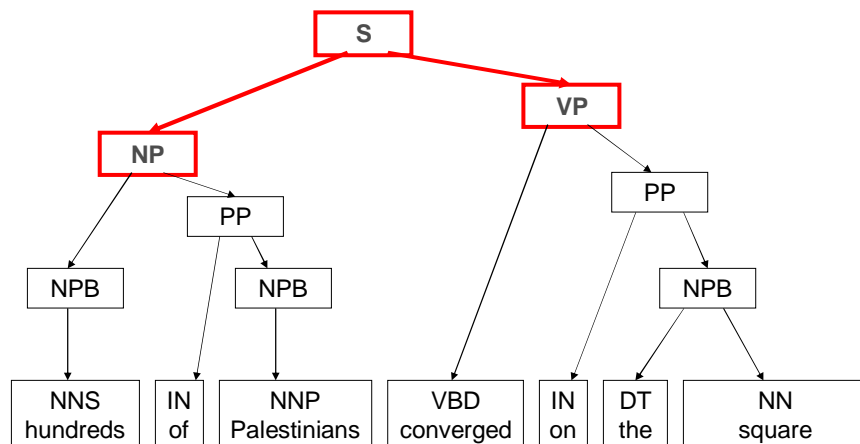 S
VP
NP
PP
PP
NPB
NPB
NPB
NNS IN NNP VBD IN DT NN
hundreds of Palestinians converged on the square